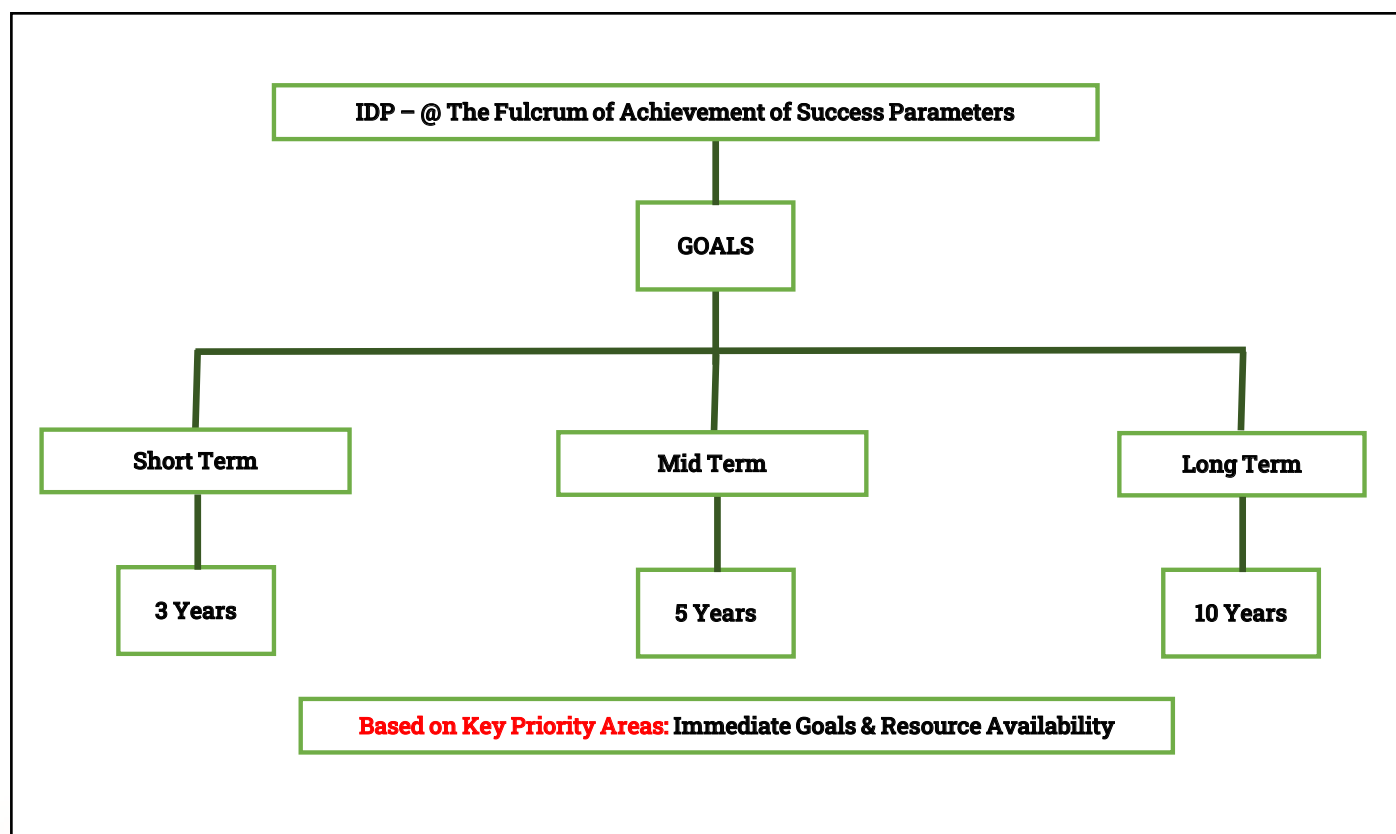 IDP – @ The Fulcrum of Achievement of Success Parameters
GOALS
Short Term
Mid Term
Long Term
3 Years
5 Years
10 Years
Based on Key Priority Areas: Immediate Goals & Resource Availability